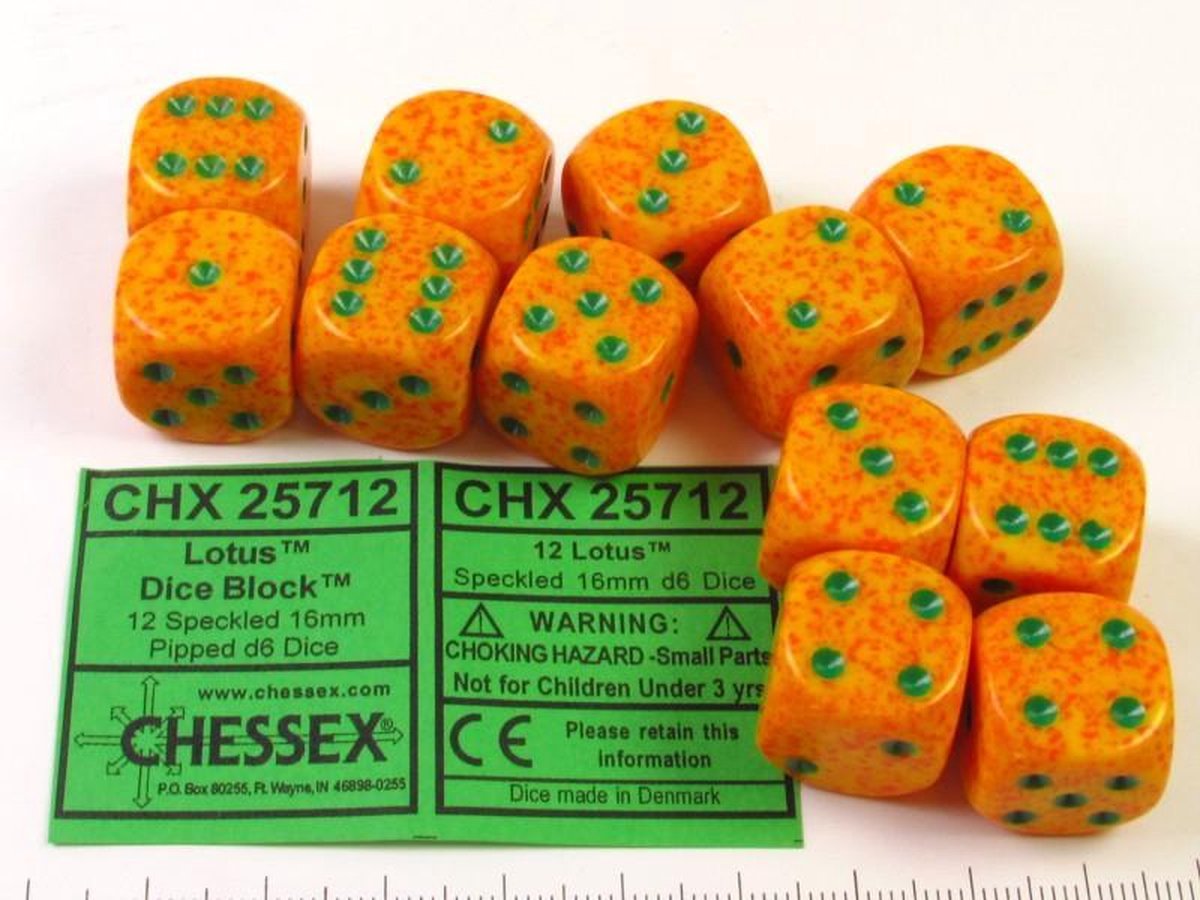 CHX 25712
Lotus™
Dice Block™
12 Speckled 16mm
Pipped d6 Dice
www.chessex.com
CHESSEX®
P.O. Box 80255, Ft. Wayne, IN 46898-0255
CHX 25712
12 Lotus™
Speckled 16mm d6 Dice
WARNING:
CHOKING HAZARD -Small Parts
Not for Children Under 3 yrs
CE
Please retain this
information
Dice made in Denmark